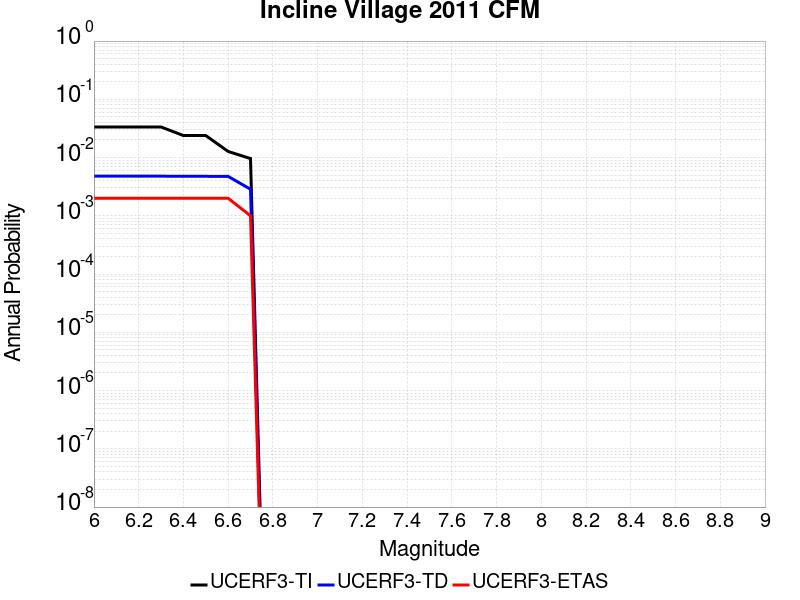 Incline Village 2011 CFM
10^0
10^-1
10^-2
10^-3
10^-4
10^-5
10^-6
10^-7
10^-8
Annual Probability
6 6.2 6.4 6.6 6.8 7 7.2 7.4 7.6 7.8 8 8.2 8.4 8.6 8.8 9
Magnitude
UCERF3-TI UCERF3-TD UCERF3-ETAS